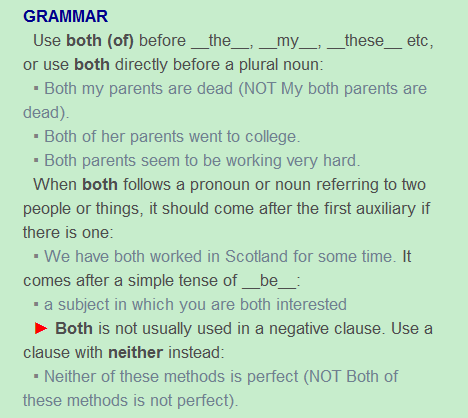 GRAMMAR
Use both (of) before __the__, __my__, __these__ etc,
or use both directly before a plural noun:
▪ Both my parents are dead (NOT My both parents are
dead).
▪ Both of her parents went to college.
▪ Both parents seem to be working very hard.
When both follows a pronoun or noun referring to two
people or things, it should come after the first auxiliary if
there is one:
▪ We have both worked in Scotland for some time. It
comes after a simple tense of __be__:
▪ a subject in which you are both interested
► Both is not usually used in a negative clause. Use a
clause with neither instead:
▪ Neither of these methods is perfect (NOT Both of
these methods is not perfect).